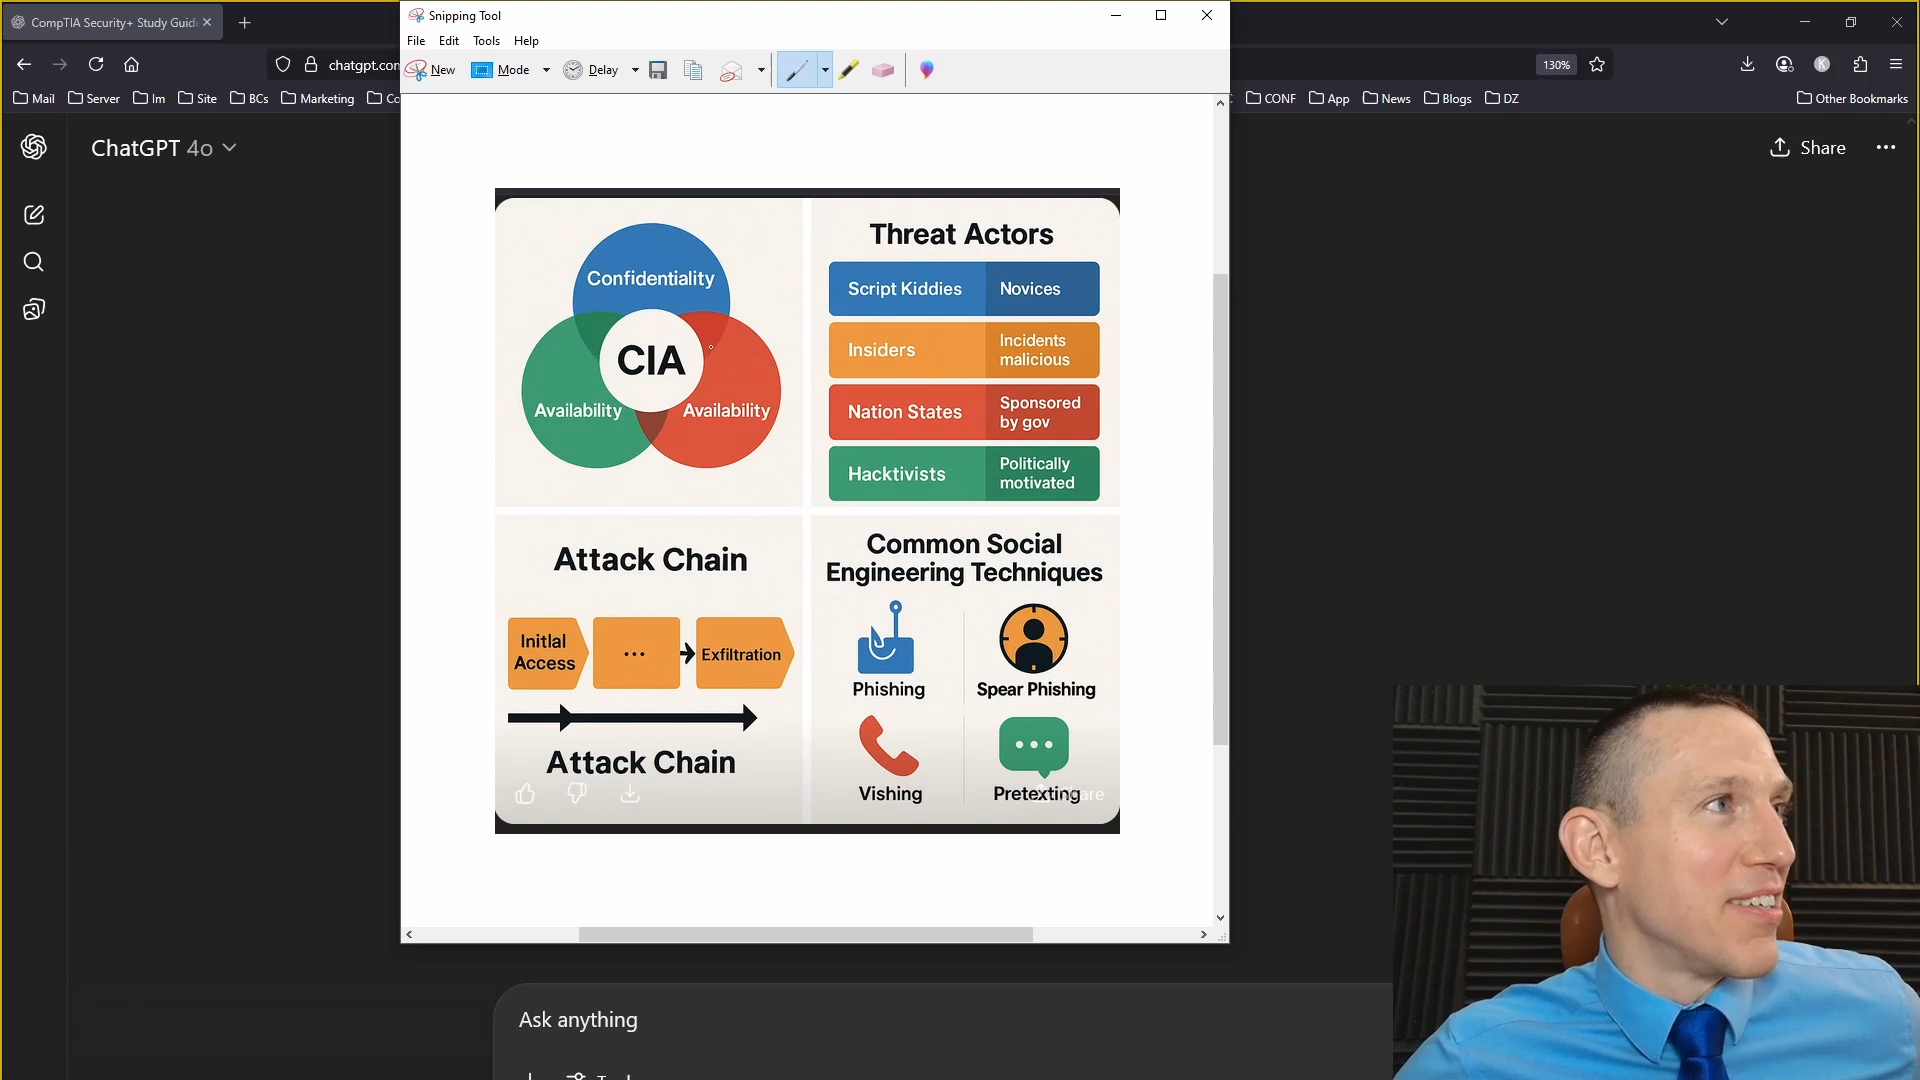 CompTIA Security+ Study Guide
Snipping Tool
File Edit Tools Help
New Mode Delay
chatgpt.com
130%
Mail Server Im Site BCs Marketing
CONF App News Blogs DZ Other Bookmarks
ChatGPT 4o
Share
Confidentiality
CIA
Availability Availability
Threat Actors
Script Kiddies Novices
Insiders Incidents malicious
Nation States Sponsored by gov
Hacktivists Politically motivated
Attack Chain
Initial Access
...
Exfiltration
Attack Chain
Common Social
Engineering Techniques
Phishing Spear Phishing
Vishing Pretexting
Share
Ask anything